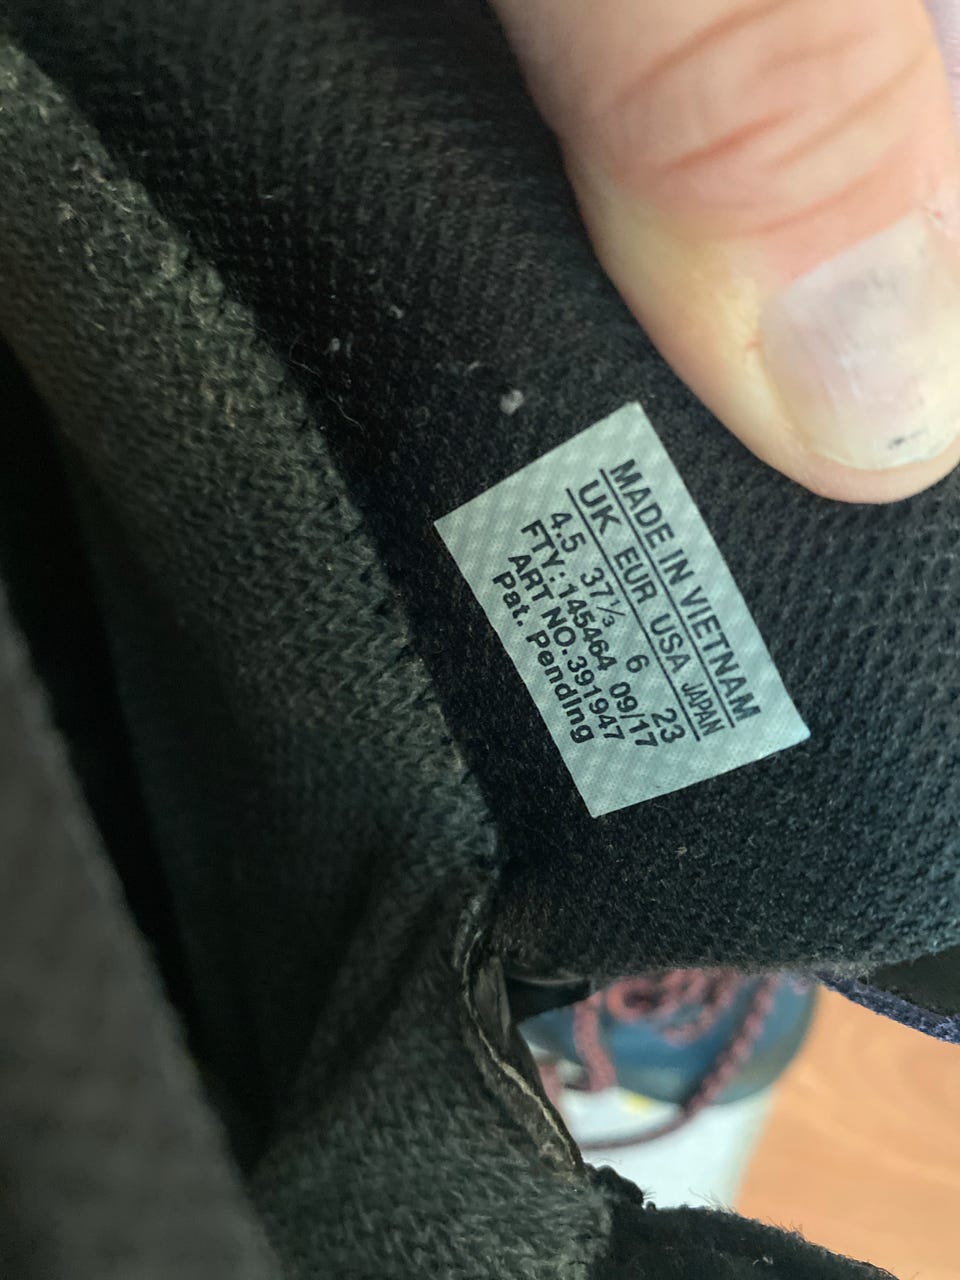 MADE IN VIETNAM
UK EUR USA JAPAN
4.5 37⅓ 6 23
FTY:145464 09/17
ART NO.391947
Pat. Pending